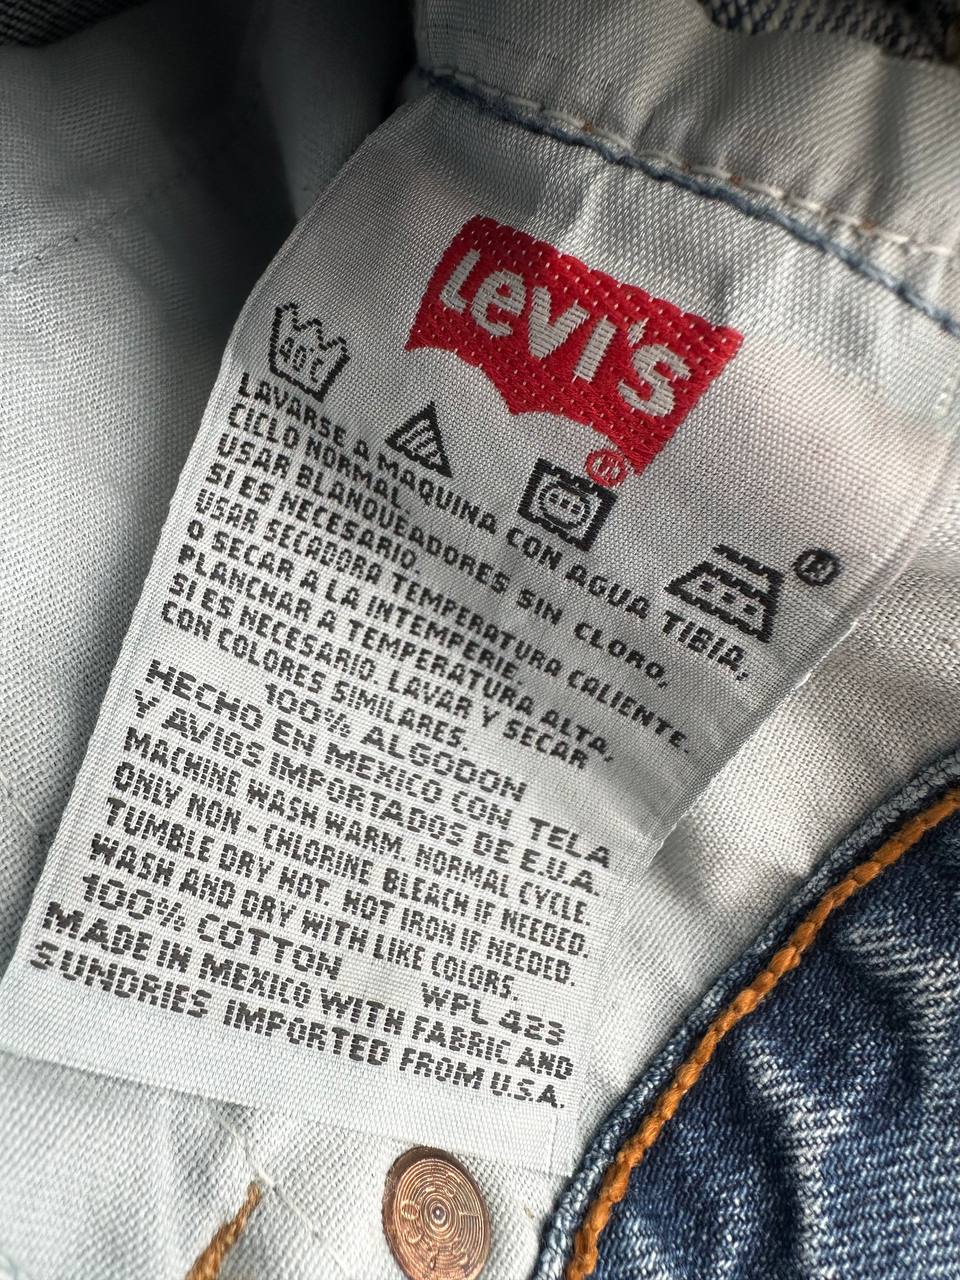 Levi's
®
40°C
®
LAVARSE A MAQUINA CON AGUA TIBIA,
CICLO NORMAL
USAR BLANQUEADORES SIN CLORO,
SI ES NECESARIO.
USAR SECADORA TEMPERATURA CALIENTE.
O SECAR A LA INTEMPERIE.
PLANCHAR A TEMPERATURA ALTA,
SI ES NECESARIO. LAVAR Y SECAR
CON COLORES SIMILARES.
100% ALGODON
HECHO EN MEXICO CON TELA
Y AVIOS IMPORTADOS DE E.U.A.
MACHINE WASH WARM. NORMAL CYCLE.
ONLY NON-CHLORINE BLEACH IF NEEDED.
TUMBLE DRY HOT. HOT IRON IF NEEDED.
WASH AND DRY WITH LIKE COLORS.
100% COTTON
WPL 423
MADE IN MEXICO WITH FABRIC AND
SUNDRIES IMPORTED FROM U.S.A.